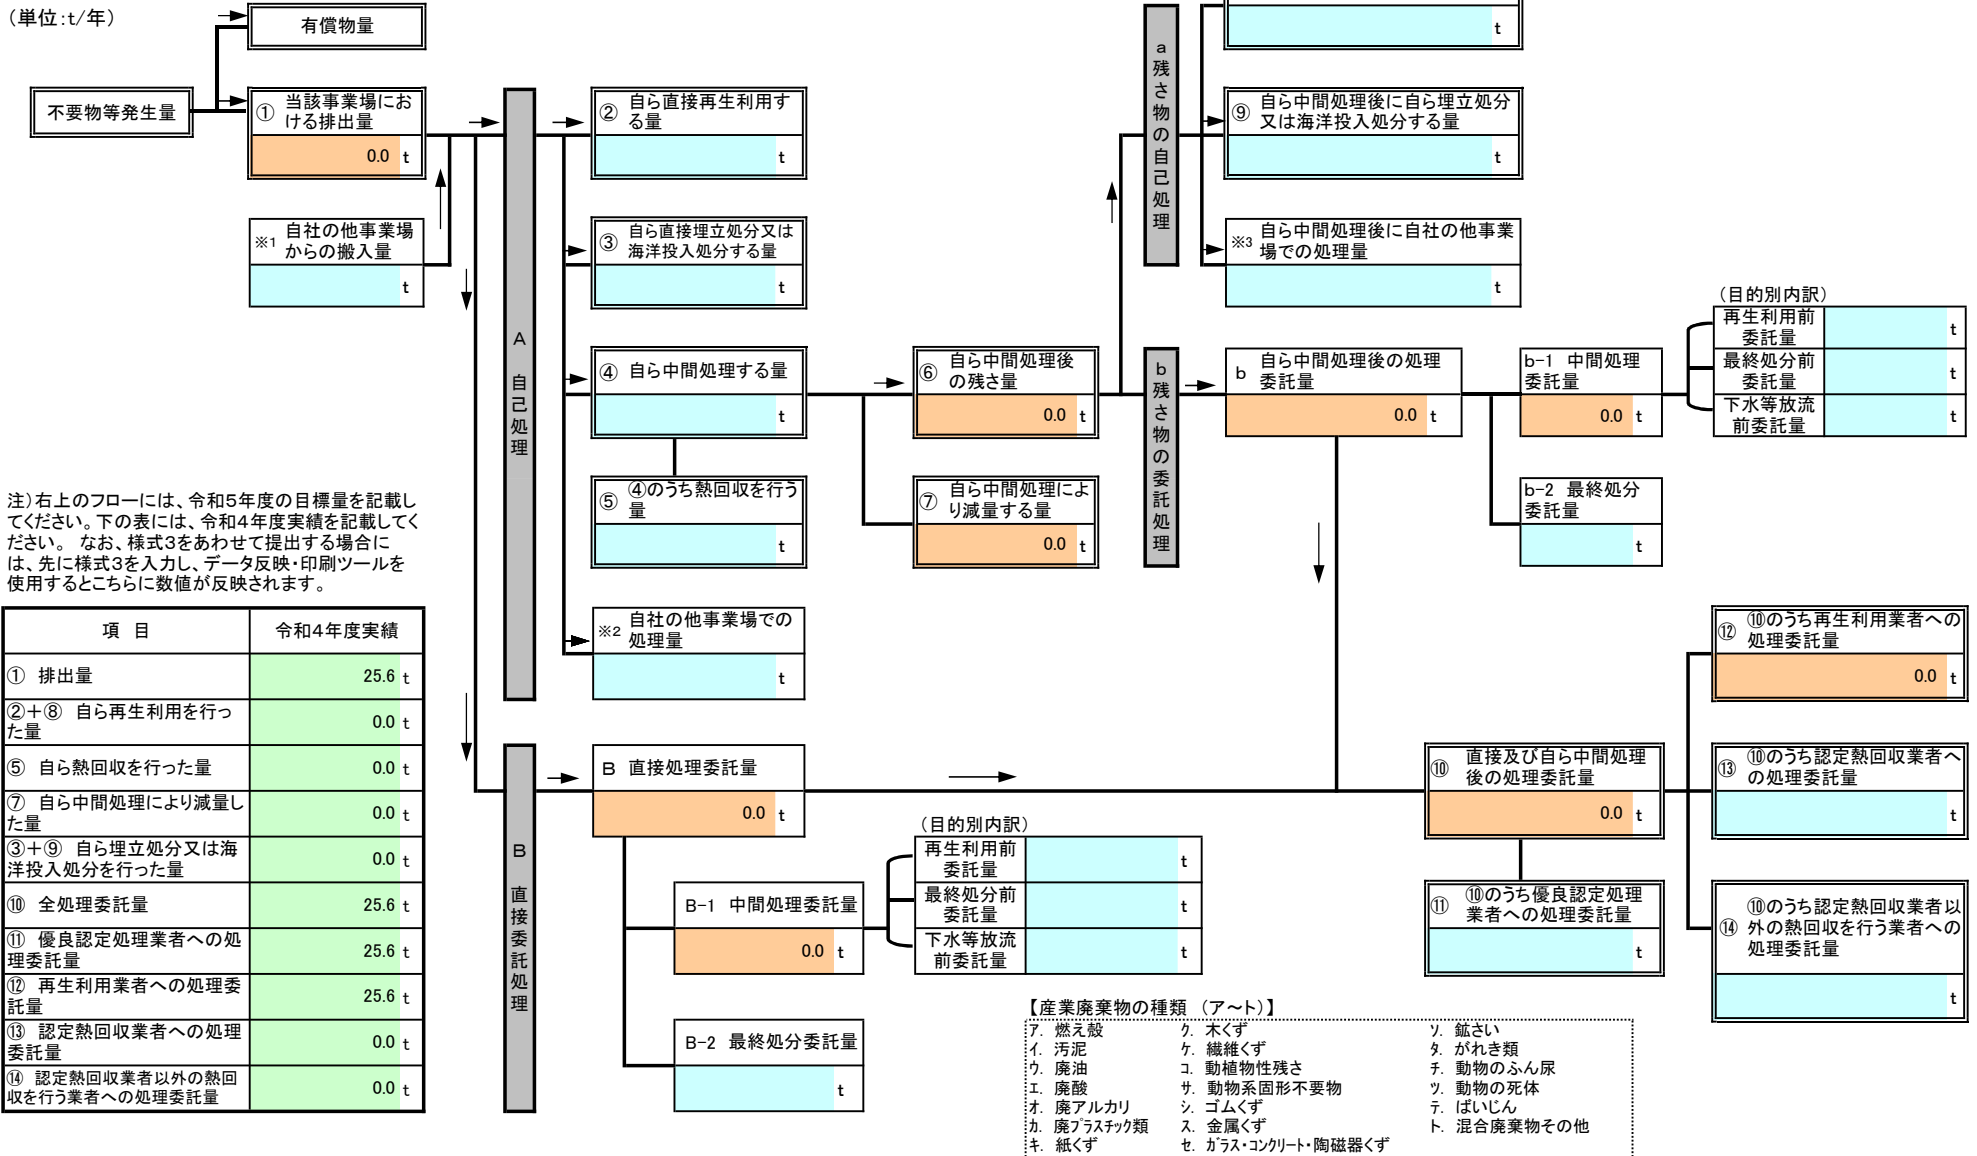 （単位:t/年）
有償物量
不要物等発生量
① 当該事業場にお
ける排出量
0.0 t
※1 自社の他事業場
からの搬入量
t
A 自己処理
② 自ら直接再生利用す
る量
t
③ 自ら直接埋立処分又は
海洋投入処分する量
t
④ 自ら中間処理する量
t
⑤ ④のうち熱回収を行う
量
t
※2 自社の他事業場での
処理量
t
⑥ 自ら中間処理後
の残さ量
0.0 t
⑦ 自ら中間処理によ
り減量する量
0.0 t
a 残さ物の自己処理
t
⑨ 自ら中間処理後に自ら埋立処分
又は海洋投入処分する量
t
※3 自ら中間処理後に自社の他事業
場での処理量
t
b 残さ物の委託処理
b 自ら中間処理後の処理
委託量
0.0 t
b-1 中間処理
委託量
0.0 t
（目的別内訳）
再生利用前
委託量
t
最終処分前
委託量
t
下水等放流
前委託量
t
b-2 最終処分
委託量
t
注）右上のフローには、令和5年度の目標量を記載し
てください。下の表には、令和4年度実績を記載してく
ださい。 なお、様式3をあわせて提出する場合に
は、先に様式3を入力し、データ反映・印刷ツールを
使用するとこちらに数値が反映されます。
項 目 令和4年度実績
① 排出量 25.6 t
②＋⑧ 自ら再生利用を行っ
た量 0.0 t
⑤ 自ら熱回収を行った量 0.0 t
⑦ 自ら中間処理により減量し
た量 0.0 t
③＋⑨ 自ら埋立処分又は海
洋投入処分を行った量 0.0 t
⑩ 全処理委託量 25.6 t
⑪ 優良認定処理業者への処
理委託量 25.6 t
⑫ 再生利用業者への処理委
託量 25.6 t
⑬ 認定熱回収業者への処理
委託量 0.0 t
⑭ 認定熱回収業者以外の熱回
収を行う業者への処理委託量 0.0 t
B 直接委託処理
B 直接処理委託量
0.0 t
B-1 中間処理委託量
0.0 t
（目的別内訳）
再生利用前
委託量
t
最終処分前
委託量
t
下水等放流
前委託量
t
B-2 最終処分委託量
t
⑩ 直接及び自ら中間処理
後の処理委託量
0.0 t
⑪ ⑩のうち優良認定処理
業者への処理委託量
t
⑫ ⑩のうち再生利用業者への
処理委託量
0.0 t
⑬ ⑩のうち認定熱回収業者へ
の処理委託量
t
⑭ ⑩のうち認定熱回収業者以
外の熱回収を行う業者への
処理委託量
t
【産業廃棄物の種類 （ア～ト）】
ア. 燃え殻 ク. 木くず ソ. 鉱さい
イ. 汚泥 ケ. 繊維くず タ. がれき類
ウ. 廃油 コ. 動植物性残さ チ. 動物のふん尿
エ. 廃酸 サ. 動物系固形不要物 ツ. 動物の死体
オ. 廃アルカリ シ. ゴムくず テ. ばいじん
カ. 廃プラスチック類 ス. 金属くず ト. 混合廃棄物その他
キ. 紙くず セ. ガラス・コンクリート・陶磁器くず